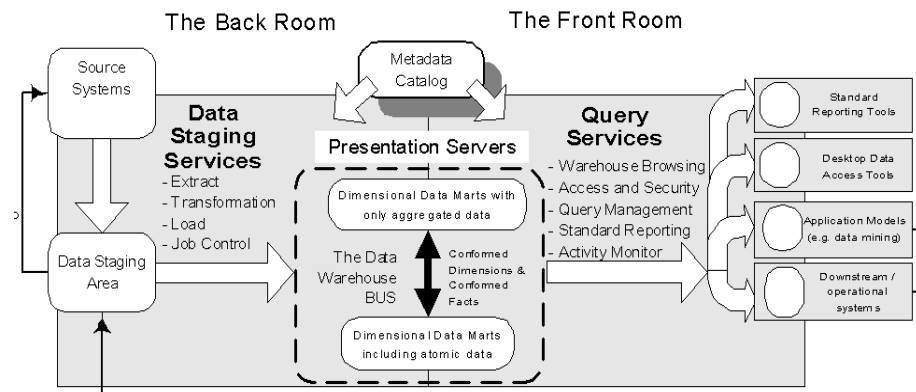 The Back Room
The Front Room
Metadata
Catalog
Source
Systems
Data
Staging
Services
- Extract
- Transformation
- Load
- Job Control
Data Staging
Area
Presentation Servers
Dimensional Data Marts with
only aggregated data
The Data
Warehouse
BUS
Conformed
Dimensions &
Conformed
Facts
Dimensional Data Marts
including atomic data
Query
Services
- Warehouse Browsing
- Access and Security
- Query Management
- Standard Reporting
- Activity Monitor
Standard
Reporting Tools
Desktop Data
Access Tools
Application Models
(e.g. data mining)
Downstream /
operational
systems